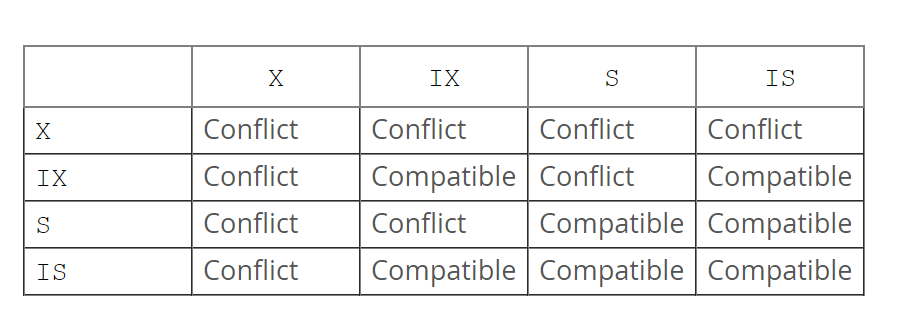 X IX S IS
X Conflict Conflict Conflict Conflict
IX Conflict Compatible Conflict Compatible
S Conflict Conflict Compatible Compatible
IS Conflict Compatible Compatible Compatible